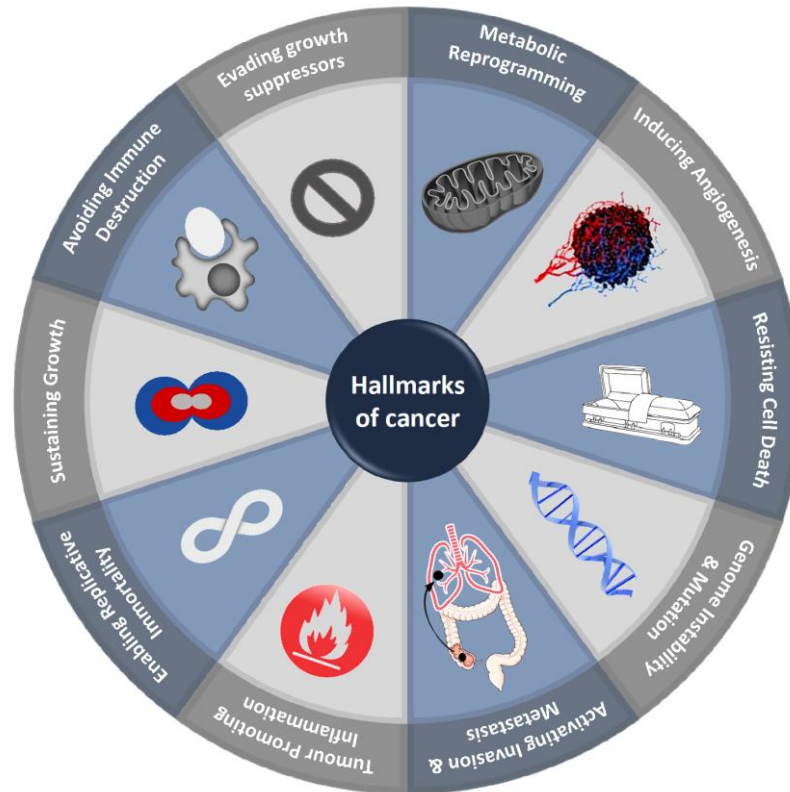 Hallmarks
of cancer
Metabolic
Reprogramming
Inducing Angiogenesis
Resisting Cell Death
Genome Instability
& Mutation
Activating Invasion &
Metastasis
Tumour Promoting
Inflammation
Enabling Replicative
Immortality
Sustaining Growth
Avoiding Immune
Destruction
Evading growth
suppressors